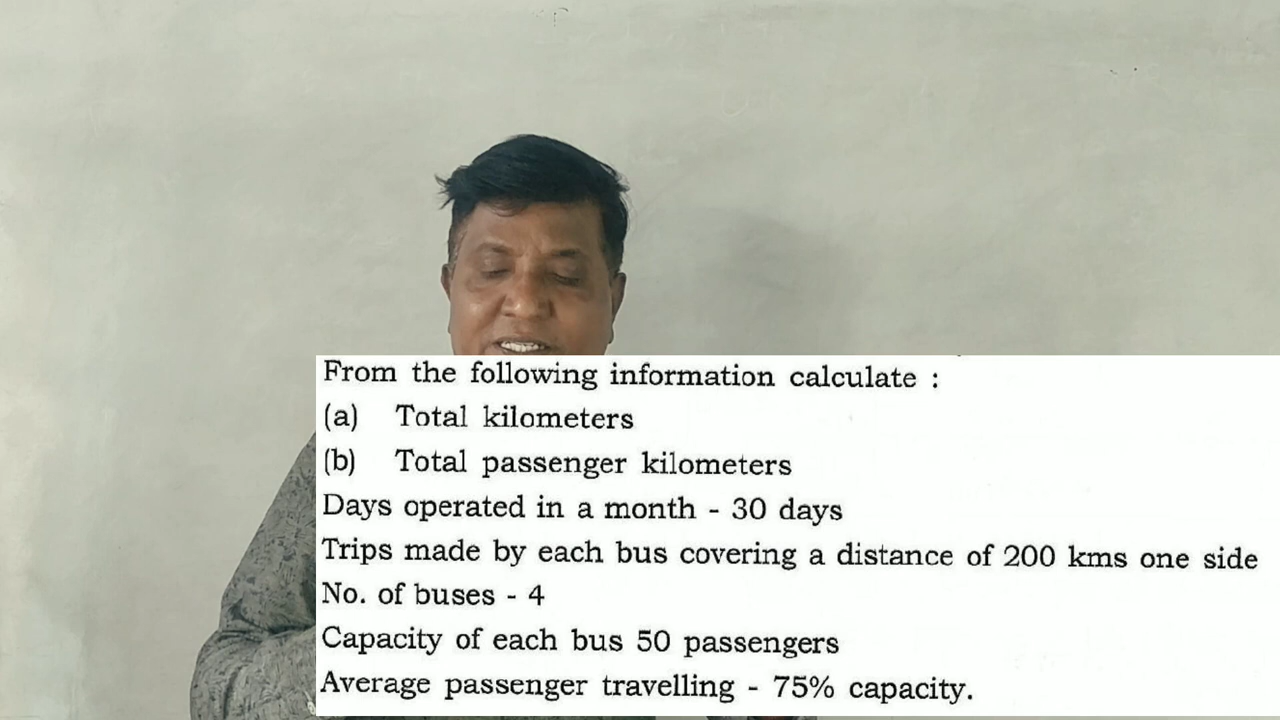 From the following information calculate :
(a) Total kilometers
(b) Total passenger kilometers
Days operated in a month - 30 days
Trips made by each bus covering a distance of 200 kms one side
No. of buses - 4
Capacity of each bus 50 passengers
Average passenger travelling - 75% capacity.